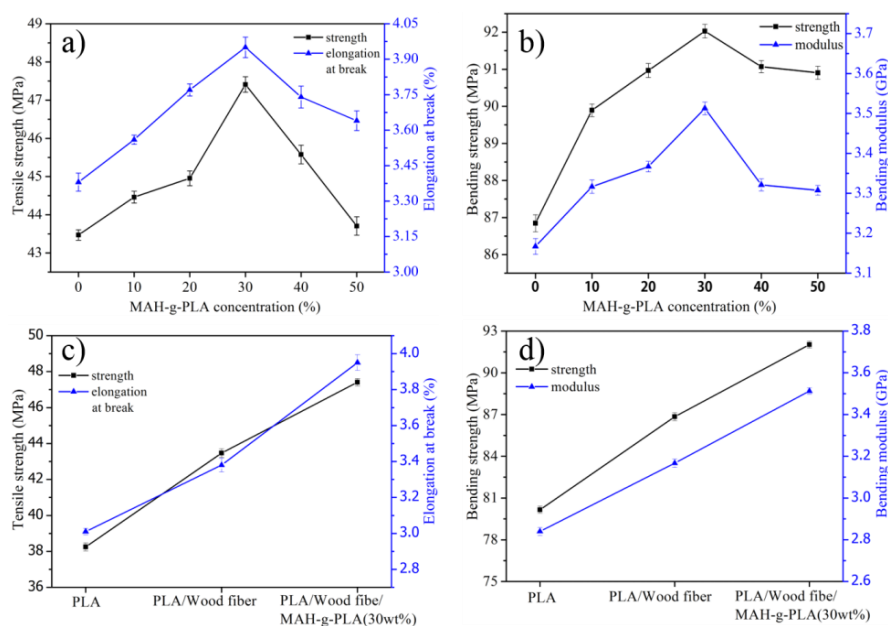 a)
strength
elongation
at break
Tensile strength (MPa)
49
48
47
46
45
44
43
4.05
3.90
3.75
3.60
3.45
3.30
3.15
3.00
Elongation at break (%)
0 10 20 30 40 50
MAH-g-PLA concentration (%)
b)
strength
modulus
Bending strength (MPa)
92
91
90
89
88
87
86
3.7
3.6
3.5
3.4
3.3
3.2
3.1
Bending modulus (GPa)
0 10 20 30 40 50
MAH-g-PLA concentration (%)
c)
strength
elongation
at break
Tensile strength (MPa)
50
48
46
44
42
40
38
36
4.0
3.8
3.6
3.4
3.2
3.0
2.8
Elongation at break (%)
PLA PLA/Wood fiber PLA/Wood fibe/
MAH-g-PLA(30wt%)
d)
strength
modulus
Bending strength (MPa)
93
90
87
84
81
78
75
3.8
3.6
3.4
3.2
3.0
2.8
2.6
Bending modulus (GPa)
PLA PLA/Wood fiber PLA/Wood fibe/
MAH-g-PLA(30wt%)